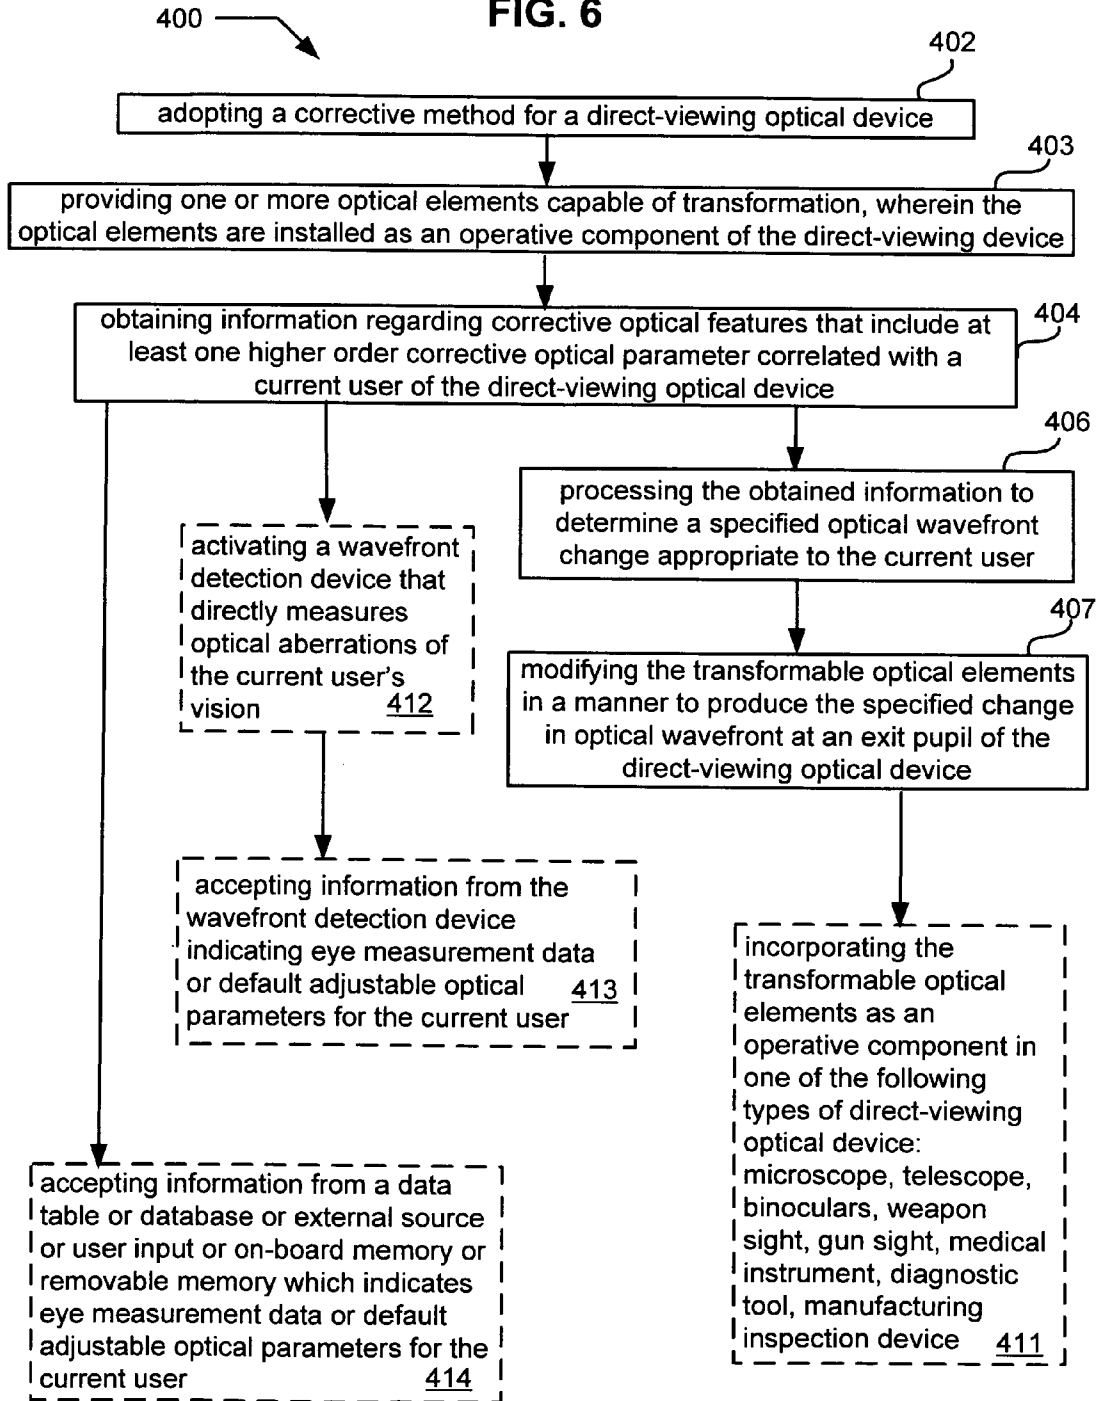 FIG. 6
400
402
adopting a corrective method for a direct-viewing optical device
403
providing one or more optical elements capable of transformation, wherein the
optical elements are installed as an operative component of the direct-viewing device
404
obtaining information regarding corrective optical features that include at
least one higher order corrective optical parameter correlated with a
current user of the direct-viewing optical device
406
processing the obtained information to
determine a specified optical wavefront
change appropriate to the current user
407
modifying the transformable optical elements
in a manner to produce the specified change
in optical wavefront at an exit pupil of the
direct-viewing optical device
activating a wavefront
detection device that
directly measures
optical aberrations of
the current user's
vision 412
accepting information from the
wavefront detection device
indicating eye measurement data
or default adjustable optical 413
parameters for the current user
incorporating the
transformable optical
elements as an
operative component in
one of the following
types of direct-viewing
optical device:
microscope, telescope,
binoculars, weapon
sight, gun sight, medical
instrument, diagnostic
tool, manufacturing
inspection device 411
accepting information from a data
table or database or external source
or user input or on-board memory or
removable memory which indicates
eye measurement data or default
adjustable optical parameters for the
current user 414